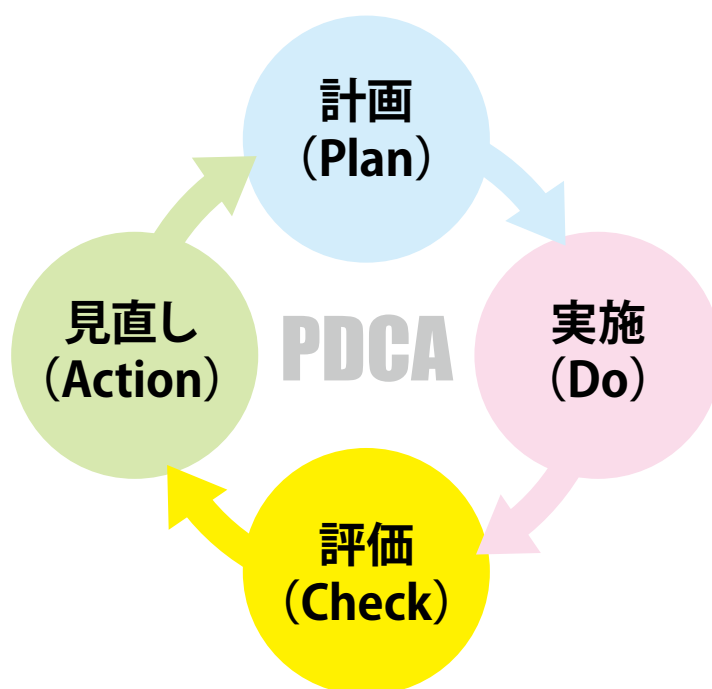 計画
（Plan）
実施
（Do）
評価
（Check）
見直し
（Action）
PDCA